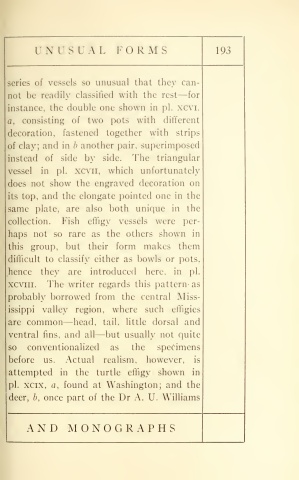 UNUSUAL FORMS 193
series of vessels so unusual that they can-
not be readily classified with the rest—for
instance, the double one shown in pl. XCVI,
a, consisting of two pots with different
decoration, fastened together with strips
of clay; and in b another pair, superimposed
instead of side by side. The triangular
vessel in pl. XCVII, which unfortunately
does not show the engraved decoration on
its top, and the elongate pointed one in the
same plate, are also both unique in the
collection. Fish effigy vessels were per-
haps not so rare as the others shown in
this group, but their form makes them
difficult to classify either as bowls or pots,
hence they are introduced here, in pl.
XCVIII. The writer regards this pattern as
probably borrowed from the central Miss-
issippi valley region, where such effigies
are common—head, tail, little dorsal and
ventral fins, and all—but usually not quite
so conventionalized as the specimens
before us. Actual realism, however, is
attempted in the turtle effigy shown in
pl. XCIX, a, found at Washington; and the
deer, b, once part of the Dr A. U. Williams
AND MONOGRAPHS